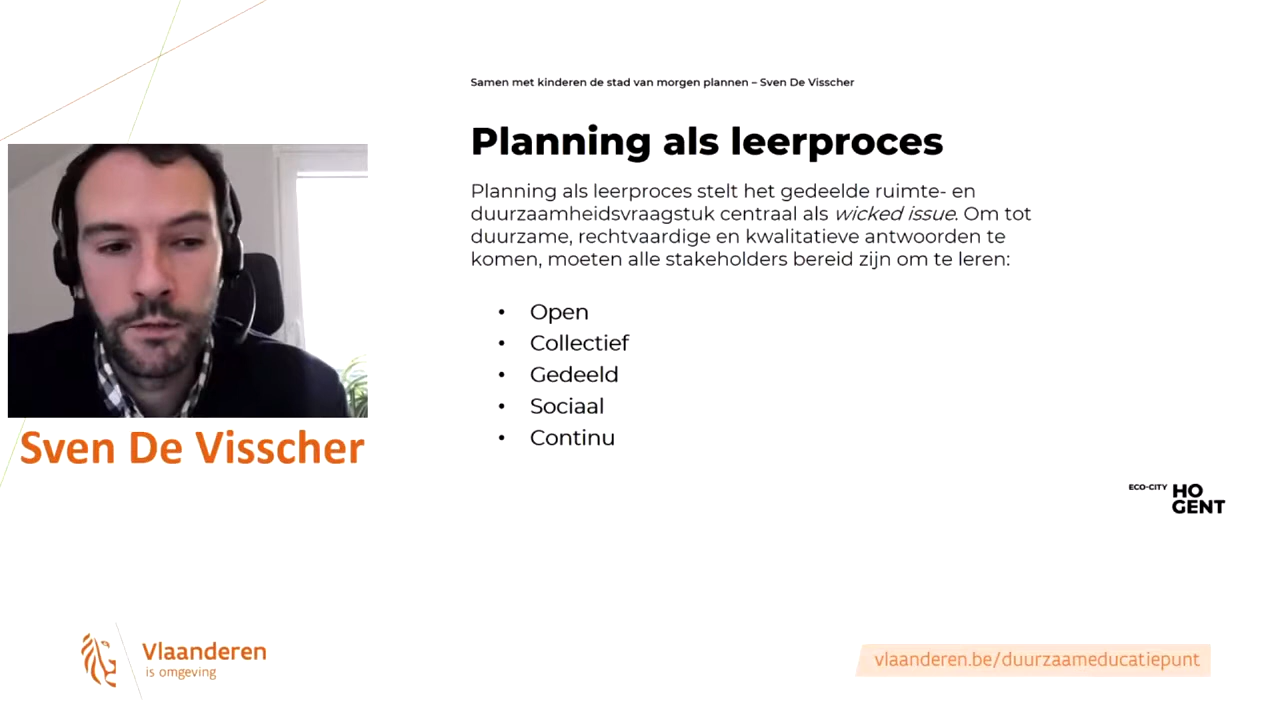 Samen met kinderen de stad van morgen plannen – Sven De Visscher
Planning als leerproces
Planning als leerproces stelt het gedeelde ruimte- en
duurzaamheidsvraagstuk centraal als wicked issue. Om tot
duurzame, rechtvaardige en kwalitatieve antwoorden te
komen, moeten alle stakeholders bereid zijn om te leren:
• Open
• Collectief
• Gedeeld
• Sociaal
• Continu
Sven De Visscher
ECO-CITY HO
GENT
Vlaanderen
is omgeving
vlaanderen.be/duurzaameducatiepunt